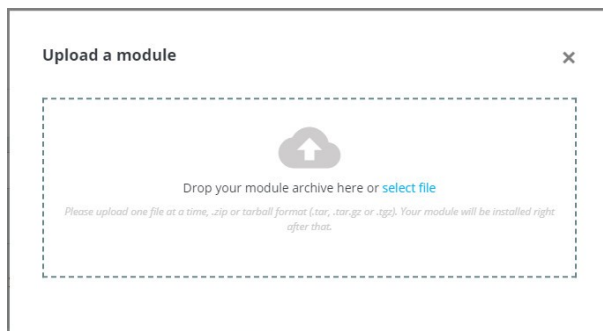 Upload a module
Drop your module archive here or select file
Please upload one file at a time, .zip or tarball format (.tar, .tar.gz or .tgz). Your module will be installed right
after that.